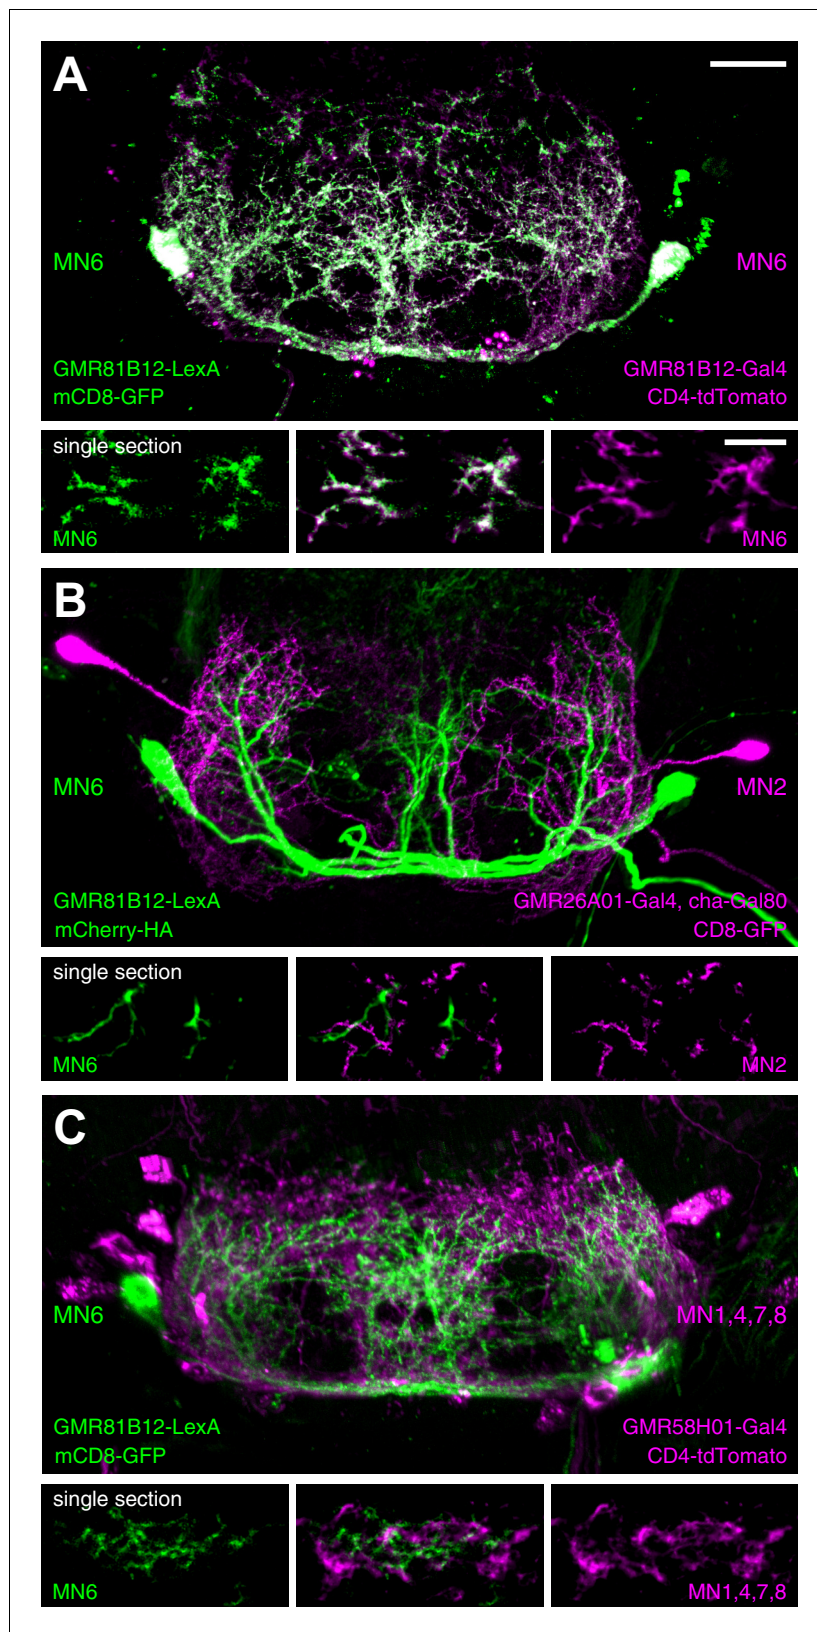 A
MN6
MN6
GMR81B12-LexA
mCD8-GFP
GMR81B12-Gal4
CD4-tdTomato
single section
MN6
MN6
B
MN6
MN2
GMR81B12-LexA
mCherry-HA
GMR26A01-Gal4, cha-Gal80
CD8-GFP
single section
MN6
MN2
C
MN6
MN1,4,7,8
GMR81B12-LexA
mCD8-GFP
GMR58H01-Gal4
CD4-tdTomato
single section
MN6
MN1,4,7,8